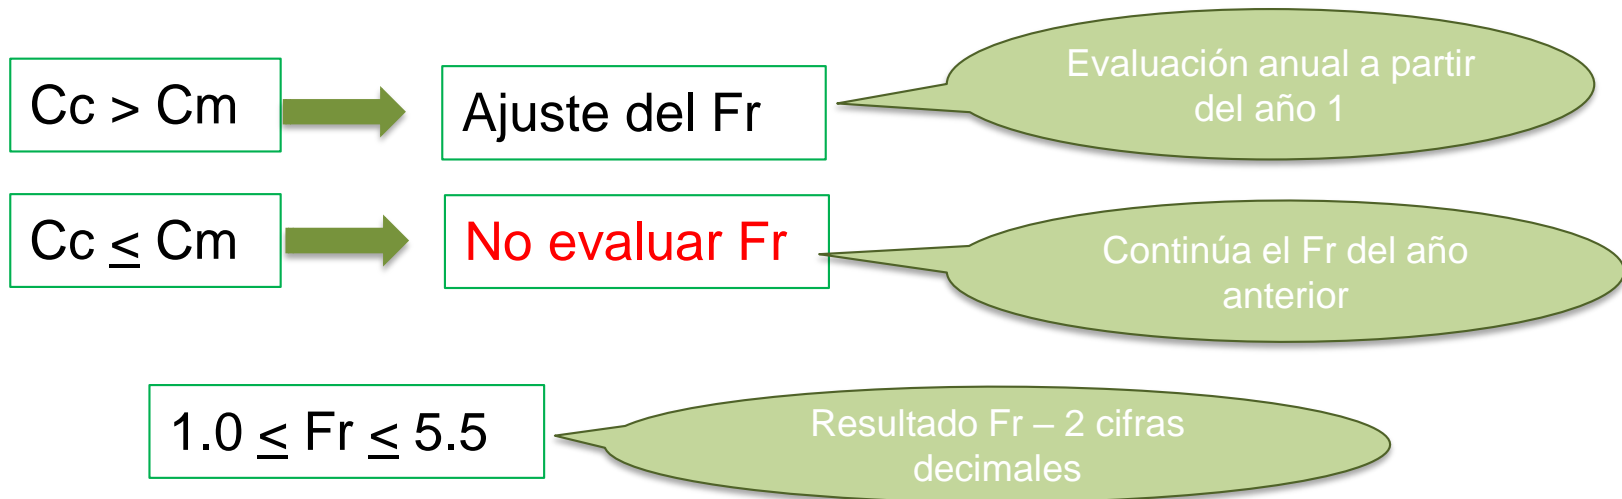 Cc > Cm
Ajuste del Fr
Evaluación anual a partir
del año 1
Cc ≤ Cm
No evaluar Fr
Continúa el Fr del año
anterior
1.0 ≤ Fr ≤ 5.5
Resultado Fr – 2 cifras
decimales